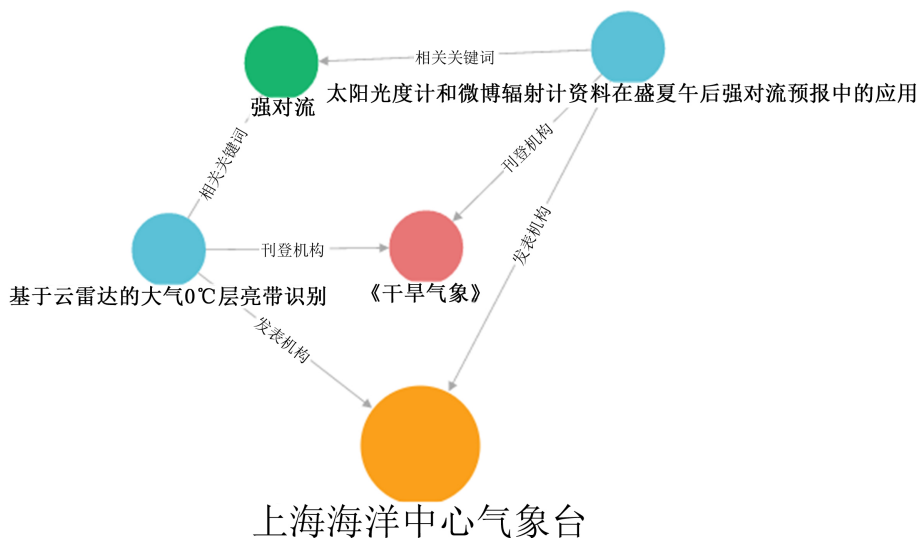 相关关键词
强对流
太阳光度计和微博辐射计资料在盛夏午后强对流预报中的应用
相关关键词
刊登机构
刊登机构
发表机构
基于云雷达的大气0℃层亮带识别
《干旱气象》
发表机构
上海海洋中心气象台